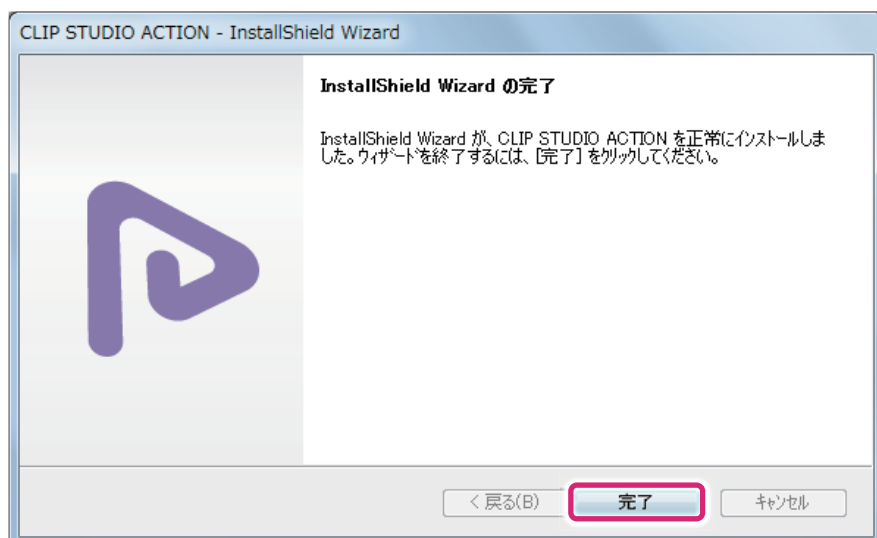 CLIP STUDIO ACTION - InstallShield Wizard
InstallShield Wizard の完了
InstallShield Wizard が、CLIP STUDIO ACTION を正常にインストールしま
した。ウィザードを終了するには、[完了] をクリックしてください。
< 戻る(B) 完了 キャンセル